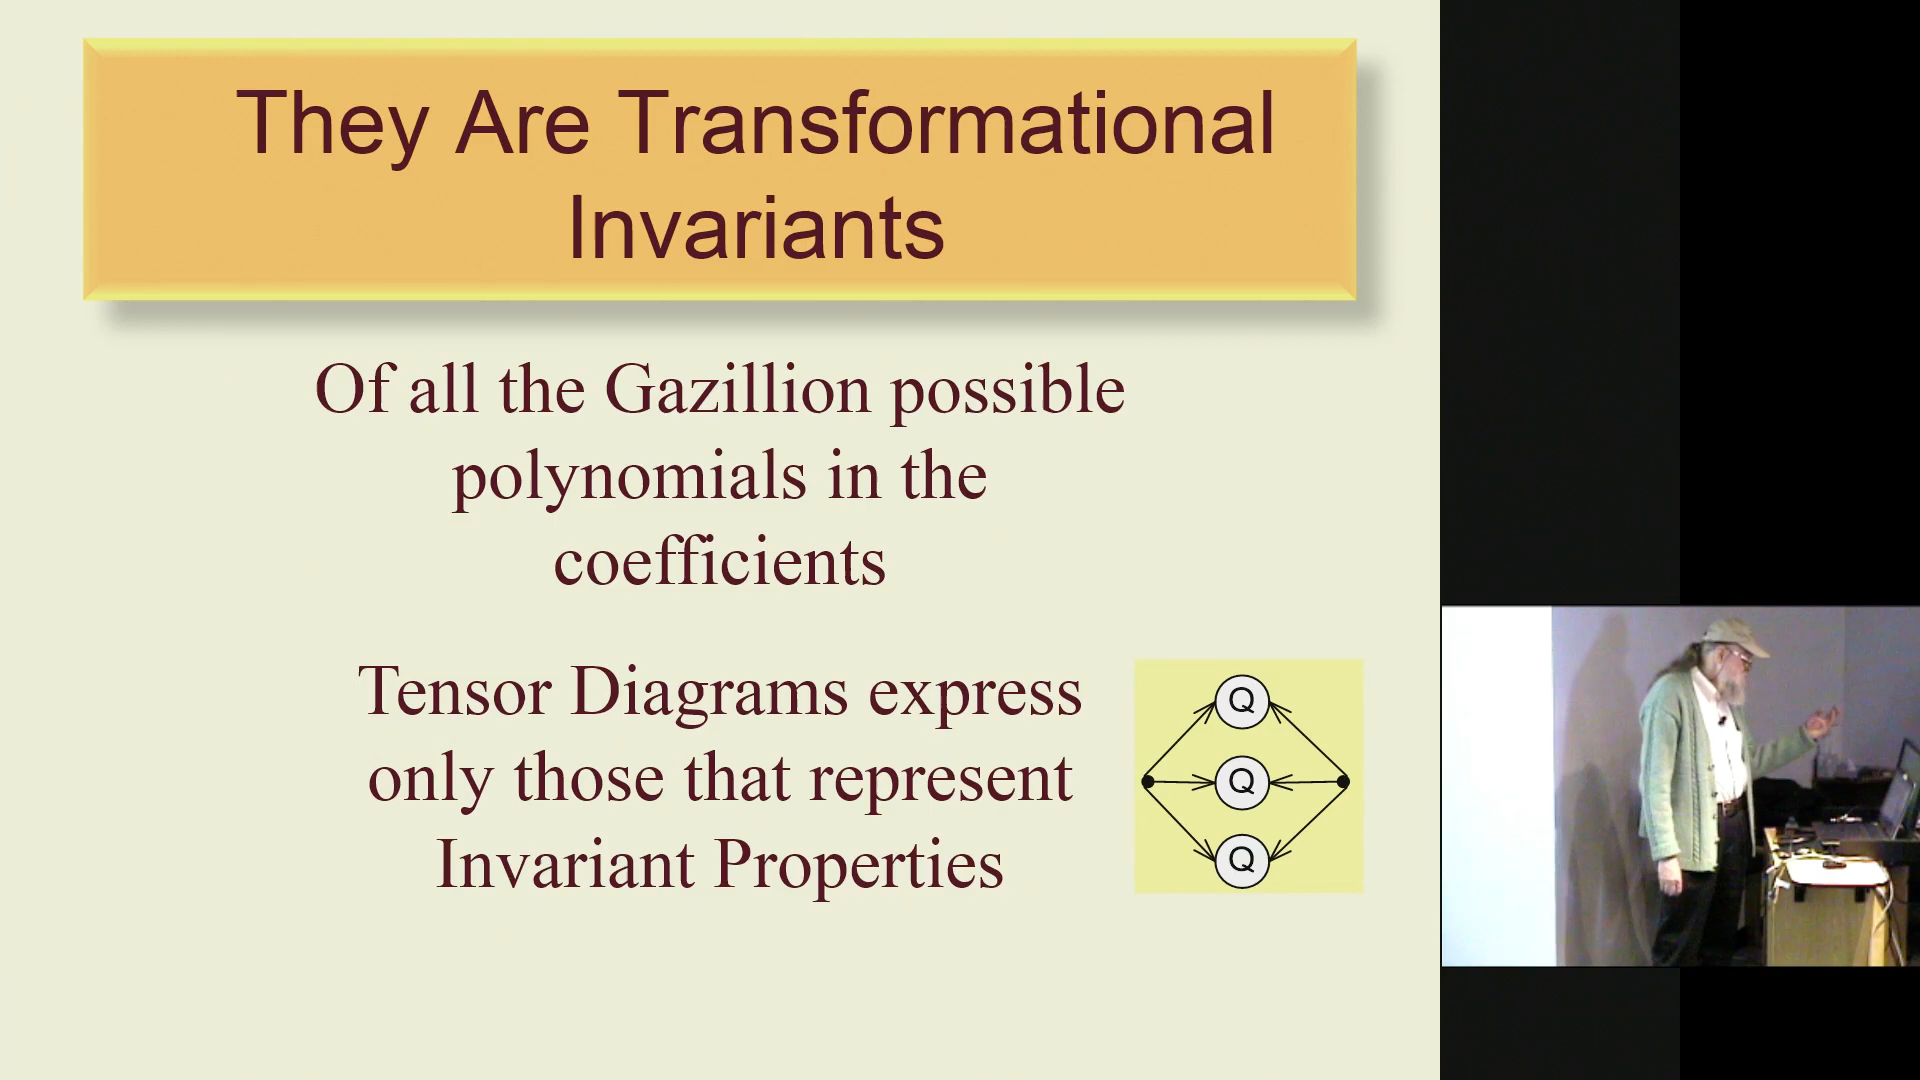 They Are Transformational
Invariants
Of all the Gazillion possible
polynomials in the
coefficients
Tensor Diagrams express
only those that represent
Invariant Properties
Q
Q
Q